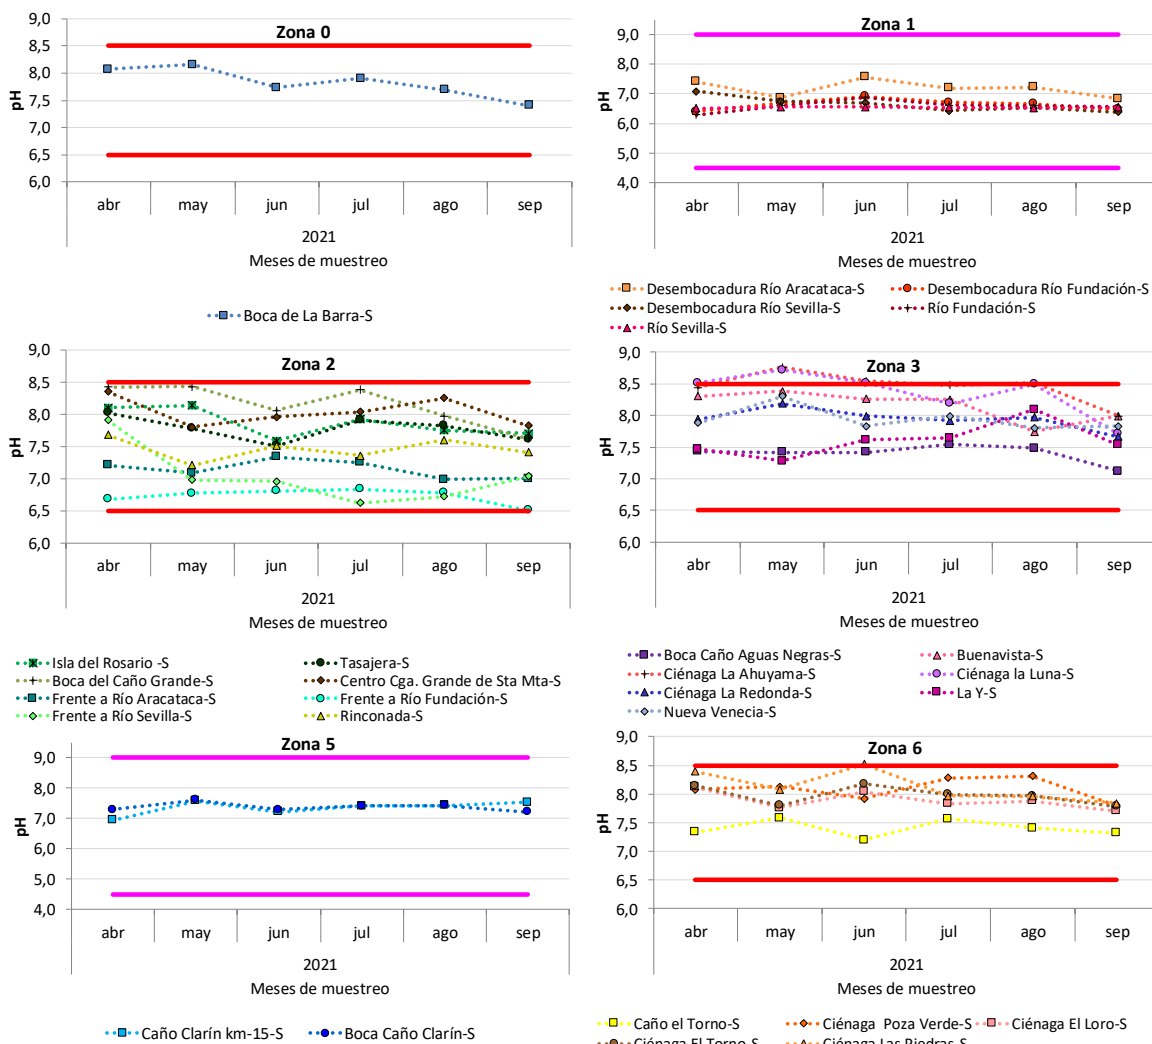 Zona 0
9,0
8,5
8,0
7,5
7,0
6,5
6,0
pH
abr may jun jul ago sep
2021
Meses de muestreo
Boca de La Barra-S
Zona 1
9,0
8,0
7,0
6,0
5,0
4,0
pH
abr may jun jul ago sep
2021
Meses de muestreo
Desembocadura Río Aracataca-S Desembocadura Río Fundación-S
Desembocadura Río Sevilla-S Río Fundación-S
Río Sevilla-S
Zona 2
9,0
8,5
8,0
7,5
7,0
6,5
6,0
pH
abr may jun jul ago sep
2021
Meses de muestreo
Isla del Rosario -S Tasajera-S
Boca del Caño Grande-S Centro Cga. Grande de Sta Mta-S
Frente a Río Aracataca-S Frente a Río Fundación-S
Frente a Río Sevilla-S Rinconada-S
Zona 3
9,0
8,5
8,0
7,5
7,0
6,5
6,0
pH
abr may jun jul ago sep
2021
Meses de muestreo
Boca Caño Aguas Negras-S Buenavista-S
Ciénaga La Ahuyama-S Ciénaga la Luna-S
Ciénaga La Redonda-S La Y-S
Nueva Venecia-S
Zona 5
9,0
8,0
7,0
6,0
5,0
4,0
pH
abr may jun jul ago sep
2021
Meses de muestreo
Caño Clarín km-15-S Boca Caño Clarín-S
Zona 6
9,0
8,5
8,0
7,5
7,0
6,5
6,0
pH
abr may jun jul ago sep
2021
Meses de muestreo
Caño el Torno-S Ciénaga Poza Verde-S Ciénaga El Loro-S
Ciénaga El Torno-S Ciénaga Las Piedras-S